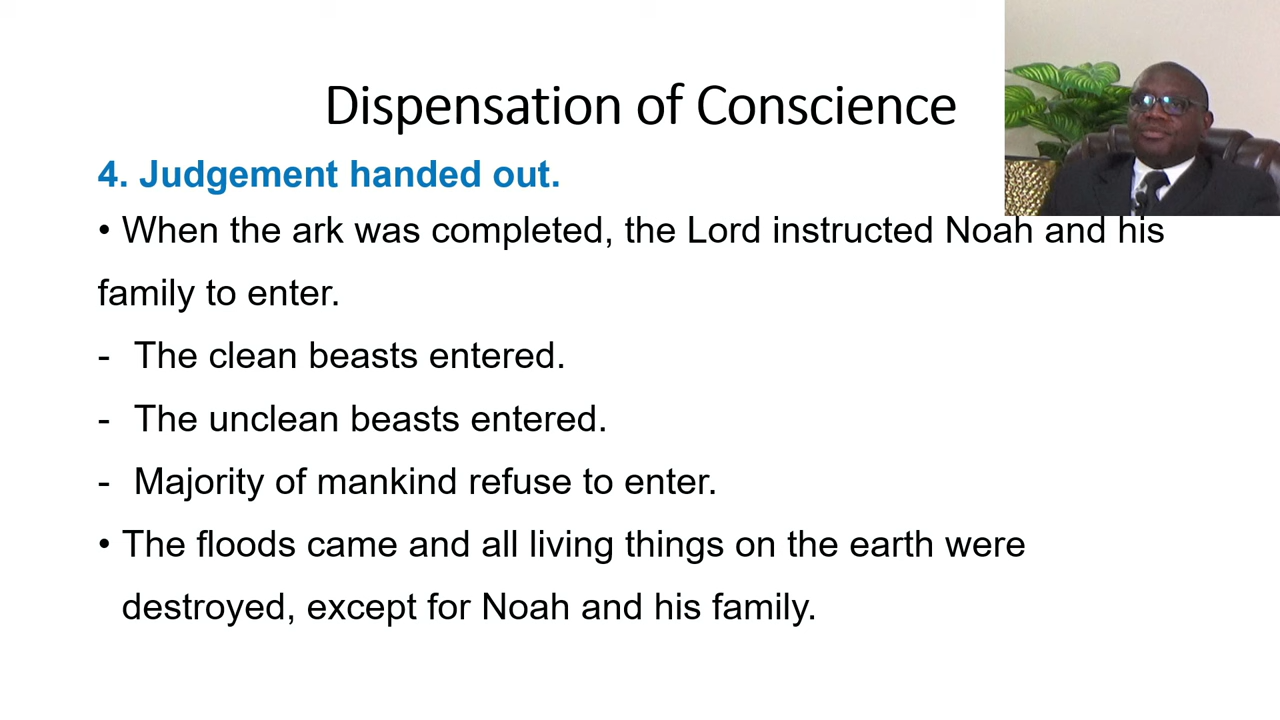 Dispensation of Conscience
4. Judgement handed out.
• When the ark was completed, the Lord instructed Noah and his
family to enter.
- The clean beasts entered.
- The unclean beasts entered.
- Majority of mankind refuse to enter.
• The floods came and all living things on the earth were
destroyed, except for Noah and his family.